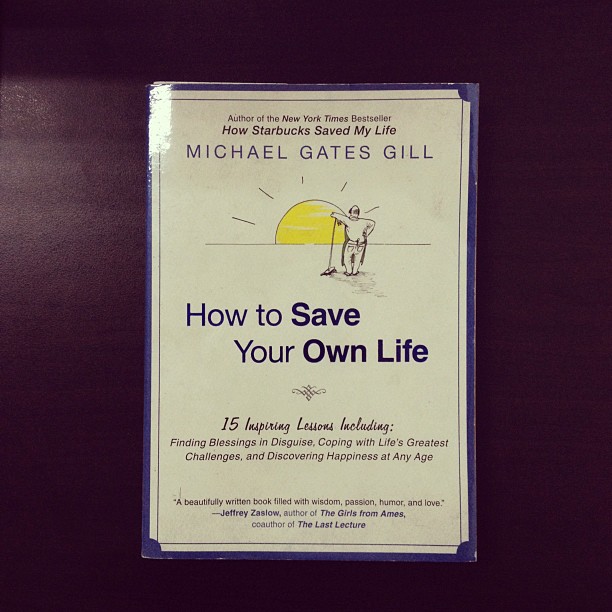 Author of the New York Times Bestseller
How Starbucks Saved My Life
MICHAEL GATES GILL
How to Save
Your Own Life
15 Inspiring Lessons Including:
Finding Blessings in Disguise, Coping with Life's Greatest
Challenges, and Discovering Happiness at Any Age
"A beautifully written book filled with wisdom, passion, humor, and love."
—Jeffrey Zaslow, author of The Girls from Ames,
coauthor of The Last Lecture